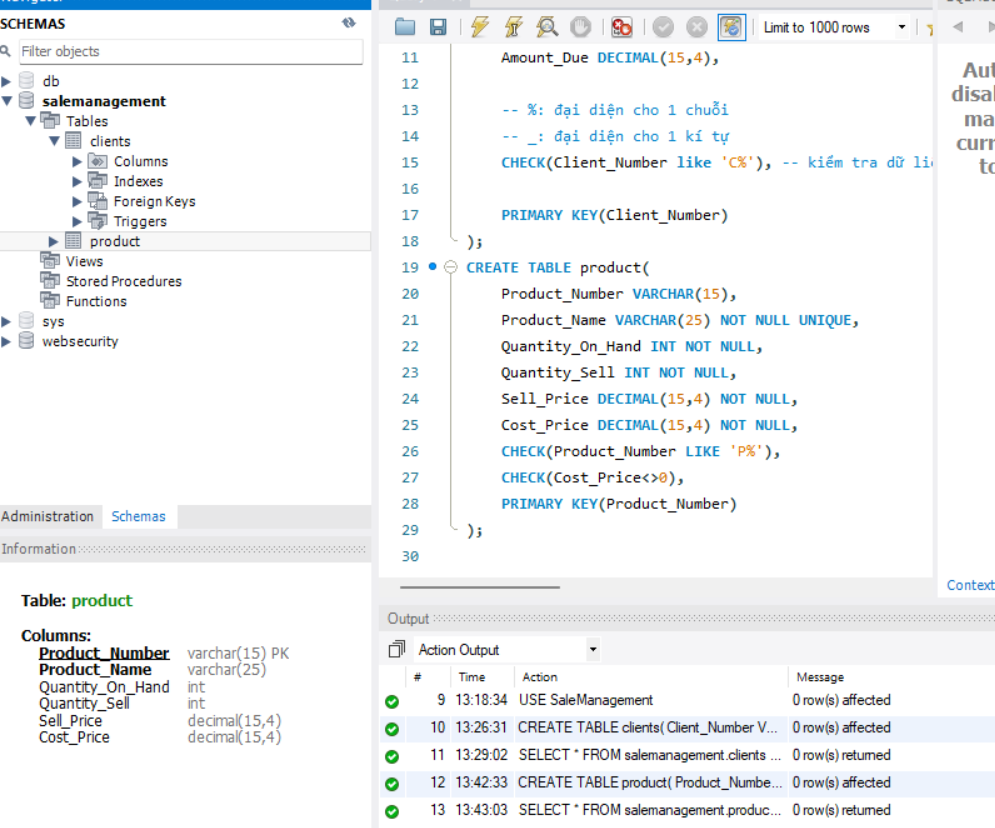 SCHEMAS
Filter objects
db
salemanagement
Tables
clients
Columns
Indexes
Foreign Keys
Triggers
product
Views
Stored Procedures
Functions
sys
websecurity
Administration
Schemas
Information
Table: product
Columns:
Product_Number varchar(15) PK
Product_Name varchar(25)
Quantity_On_Hand int
Quantity_Sell int
Sell_Price decimal(15,4)
Cost_Price decimal(15,4)
Limit to 1000 rows
11 Amount_Due DECIMAL(15,4),
12
13 -- %: đại diện cho 1 chuỗi
14 -- _: đại diện cho 1 kí tự
15 CHECK(Client_Number like 'C%'), -- kiểm tra dữ liệ
16
17 PRIMARY KEY(Client_Number)
18 );
19 CREATE TABLE product(
20 Product_Number VARCHAR(15),
21 Product_Name VARCHAR(25) NOT NULL UNIQUE,
22 Quantity_On_Hand INT NOT NULL,
23 Quantity_Sell INT NOT NULL,
24 Sell_Price DECIMAL(15,4) NOT NULL,
25 Cost_Price DECIMAL(15,4) NOT NULL,
26 CHECK(Product_Number LIKE 'P%'),
27 CHECK(Cost_Price<>0),
28 PRIMARY KEY(Product_Number)
29 );
30
Context
Output
Action Output
# Time Action Message
9 13:18:34 USE SaleManagement 0 row(s) affected
10 13:26:31 CREATE TABLE clients( Client_Number V... 0 row(s) affected
11 13:29:02 SELECT * FROM salemanagement.clients ... 0 row(s) returned
12 13:42:33 CREATE TABLE product( Product_Numbe... 0 row(s) affected
13 13:43:03 SELECT * FROM salemanagement.produc... 0 row(s) returned